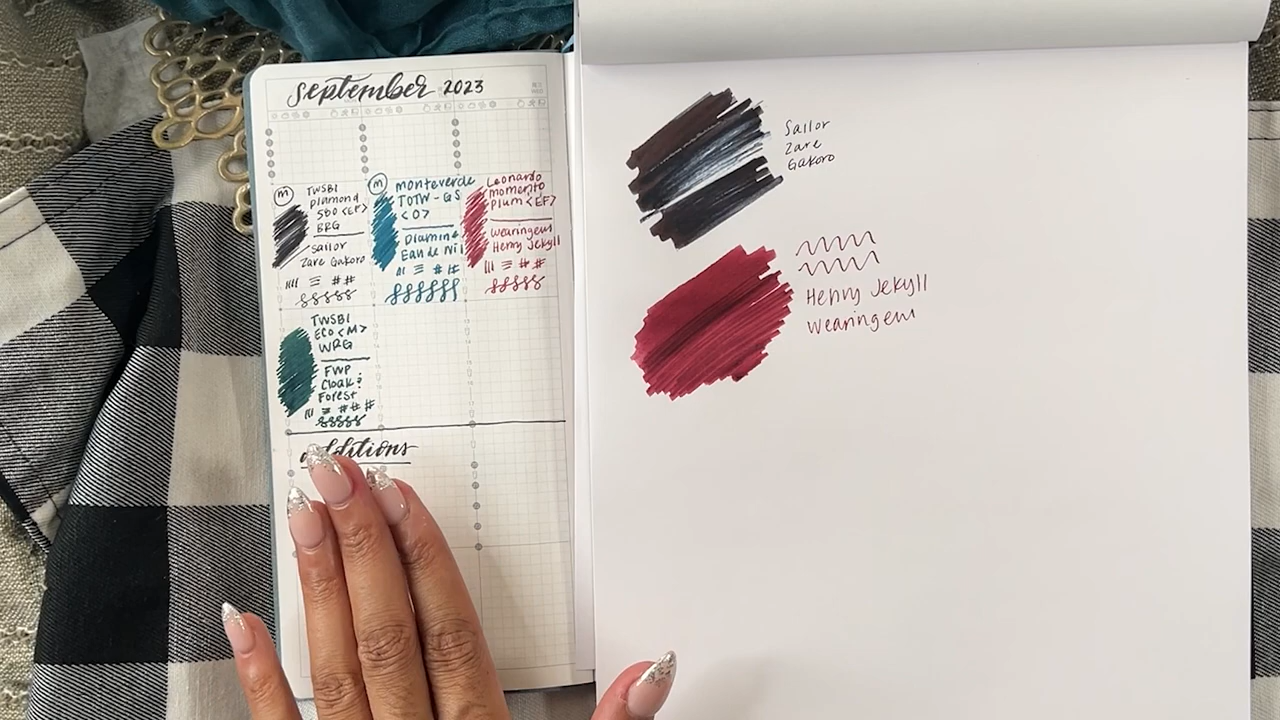 september 2023
M
TWSBI
Diamond
580 <EF>
BRG
Sailor
Zare Gakoro
M
monteverde
TOTW - GS
<O>
Diamine
Eau de Nil
Leonardo
momento
plum <EF>
Wearingeul
Henry Jekyll
TWSBI
ECO <M>
WRG
FWP
Cloak &
Forest
additions
Sailor
Zare
Gakoro
Henry Jekyll
Wearingeul